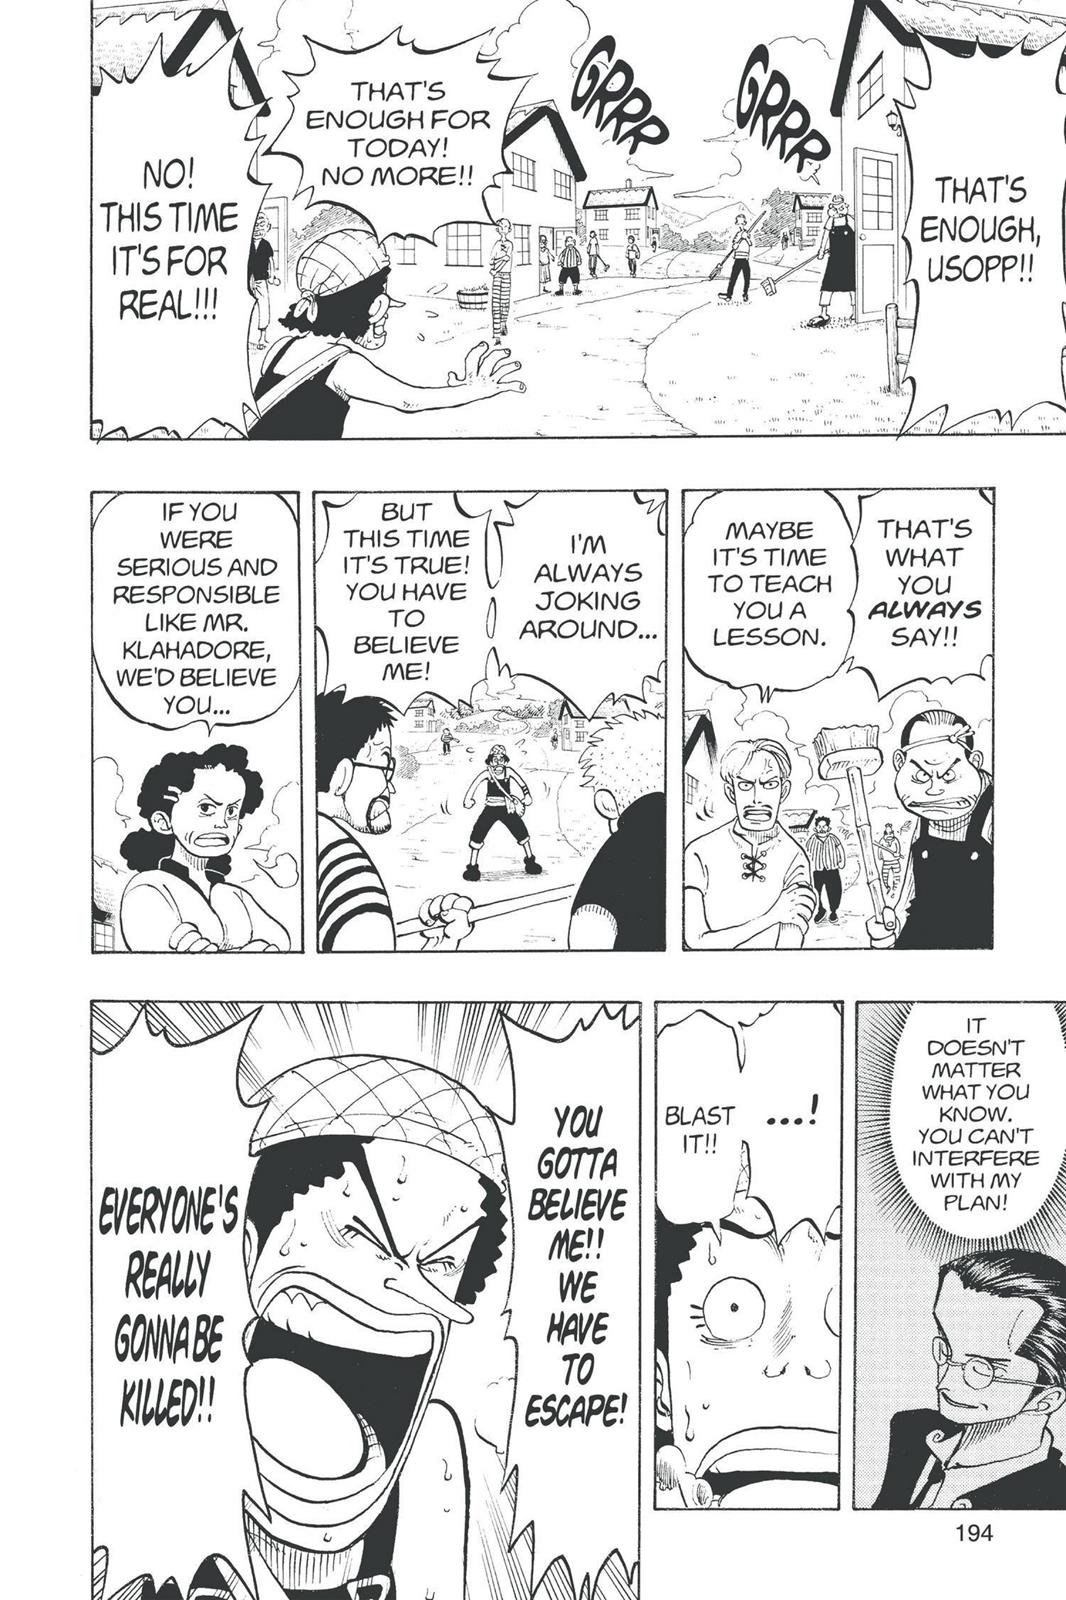 THAT'S
ENOUGH,
USOPP!!
GRRR
GRRR
THAT'S
ENOUGH FOR
TODAY!
NO MORE!!
NO!
THIS TIME
IT'S FOR
REAL!!!
THAT'S
WHAT
YOU
ALWAYS
SAY!!
MAYBE
IT'S TIME
TO TEACH
YOU A
LESSON.
I'M
ALWAYS
JOKING
AROUND...
BUT
THIS TIME
IT'S TRUE!
YOU HAVE
TO
BELIEVE
ME!
IF YOU
WERE
SERIOUS AND
RESPONSIBLE
LIKE MR.
KLAHADORE,
WE'D BELIEVE
YOU...
IT
DOESN'T
MATTER
WHAT YOU
KNOW.
YOU CAN'T
INTERFERE
WITH MY
PLAN!
...!
BLAST
IT!!
YOU
GOTTA
BELIEVE
ME!!
WE
HAVE
TO
ESCAPE!
EVERYONE'S
REALLY
GONNA BE
KILLED!!
194